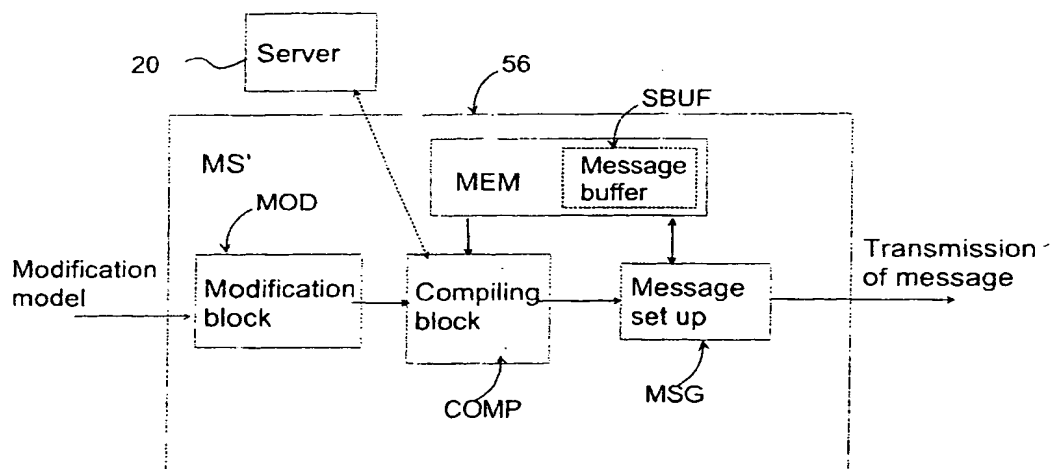 20
Server
56
SBUF
MS'
MEM
Message
buffer
MOD
Modification
model
Modification
block
Compiling
block
Message
set up
Transmission
of message
COMP
MSG